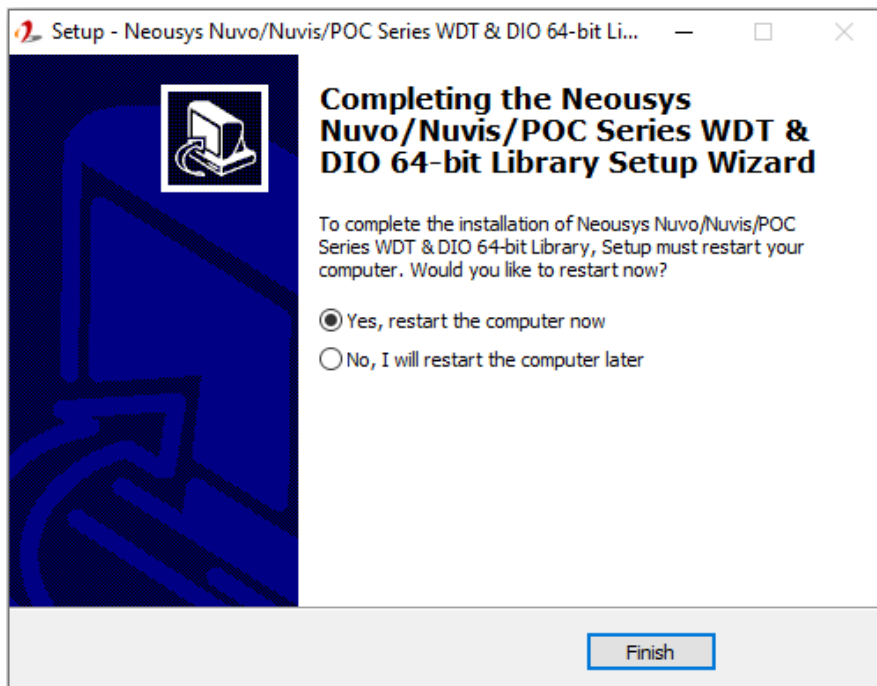 Setup - Neousys Nuvo/Nuvis/POC Series WDT & DIO 64-bit Li...
Completing the Neousys
Nuvo/Nuvis/POC Series WDT &
DIO 64-bit Library Setup Wizard
To complete the installation of Neousys Nuvo/Nuvis/POC
Series WDT & DIO 64-bit Library, Setup must restart your
computer. Would you like to restart now?
Yes, restart the computer now
No, I will restart the computer later
Finish